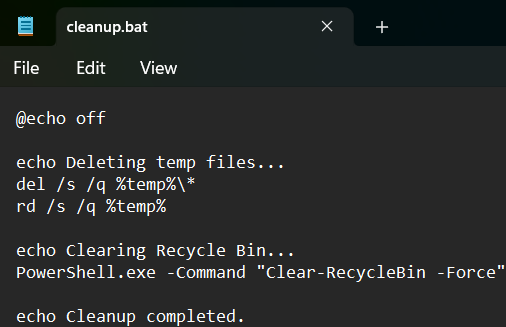 cleanup.bat
File Edit View
@echo off
echo Deleting temp files...
del /s /q %temp%\*
rd /s /q %temp%
echo Clearing Recycle Bin...
PowerShell.exe -Command "Clear-RecycleBin -Force"
echo Cleanup completed.